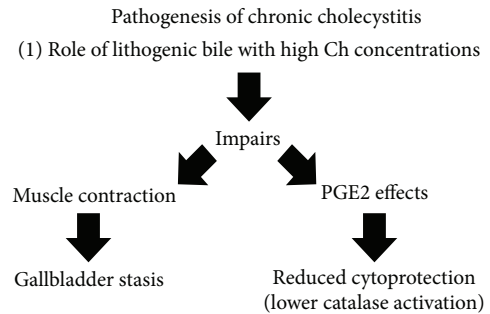 Pathogenesis of chronic cholecystitis
(1) Role of lithogenic bile with high Ch concentrations
Impairs
Muscle contraction
PGE2 effects
Gallbladder stasis
Reduced cytoprotection
(lower catalase activation)